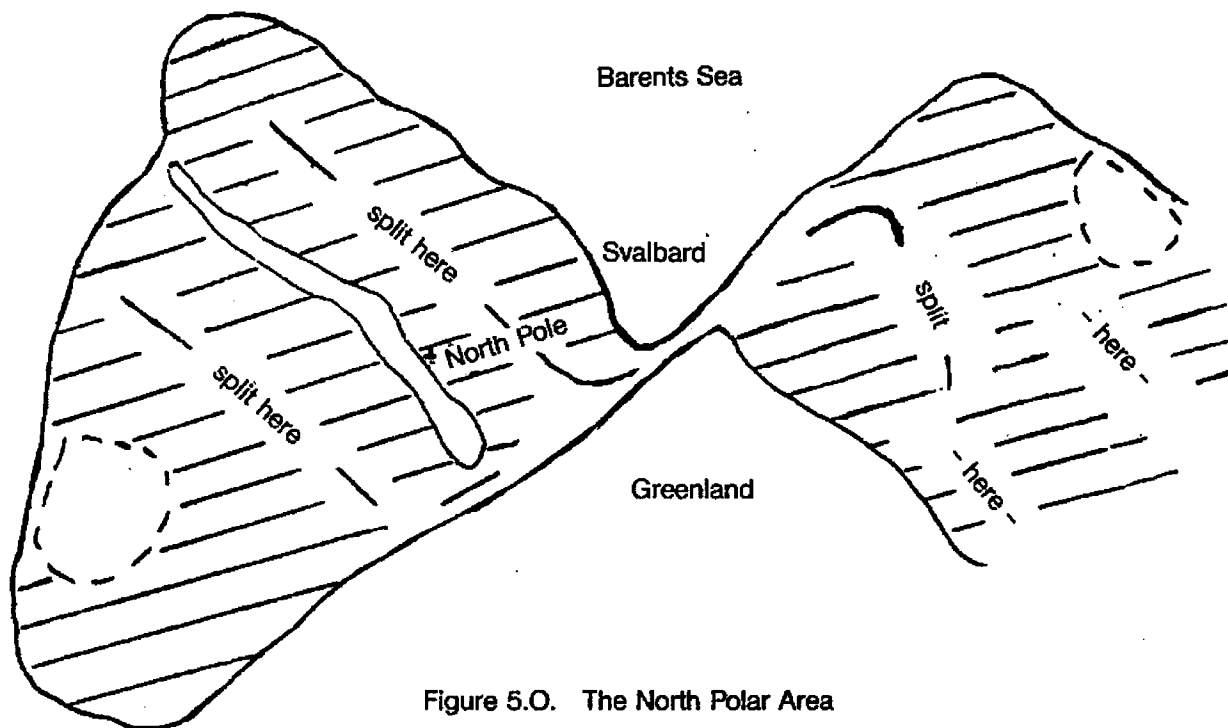 Barents Sea
split here
Svalbard
North Pole
split here
split
- here -
- here -
Greenland
Figure 5.O. The North Polar Area